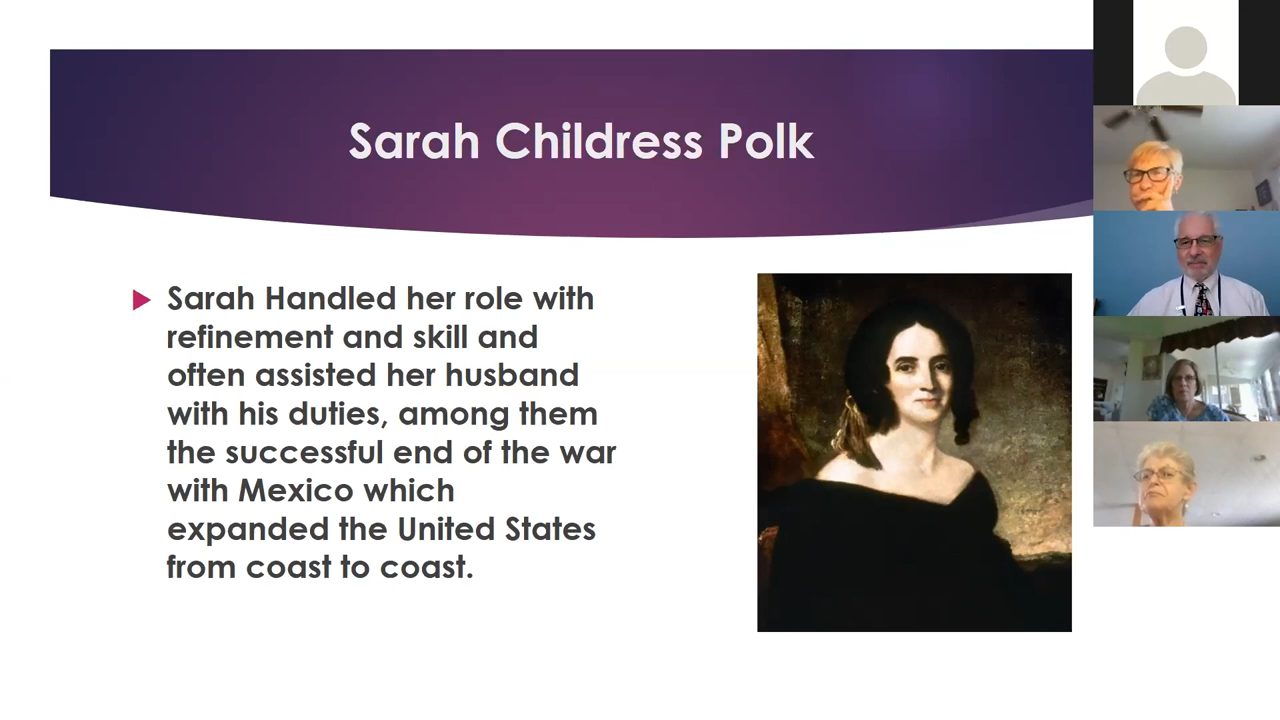 Sarah Childress Polk
Sarah Handled her role with
refinement and skill and
often assisted her husband
with his duties, among them
the successful end of the war
with Mexico which
expanded the United States
from coast to coast.